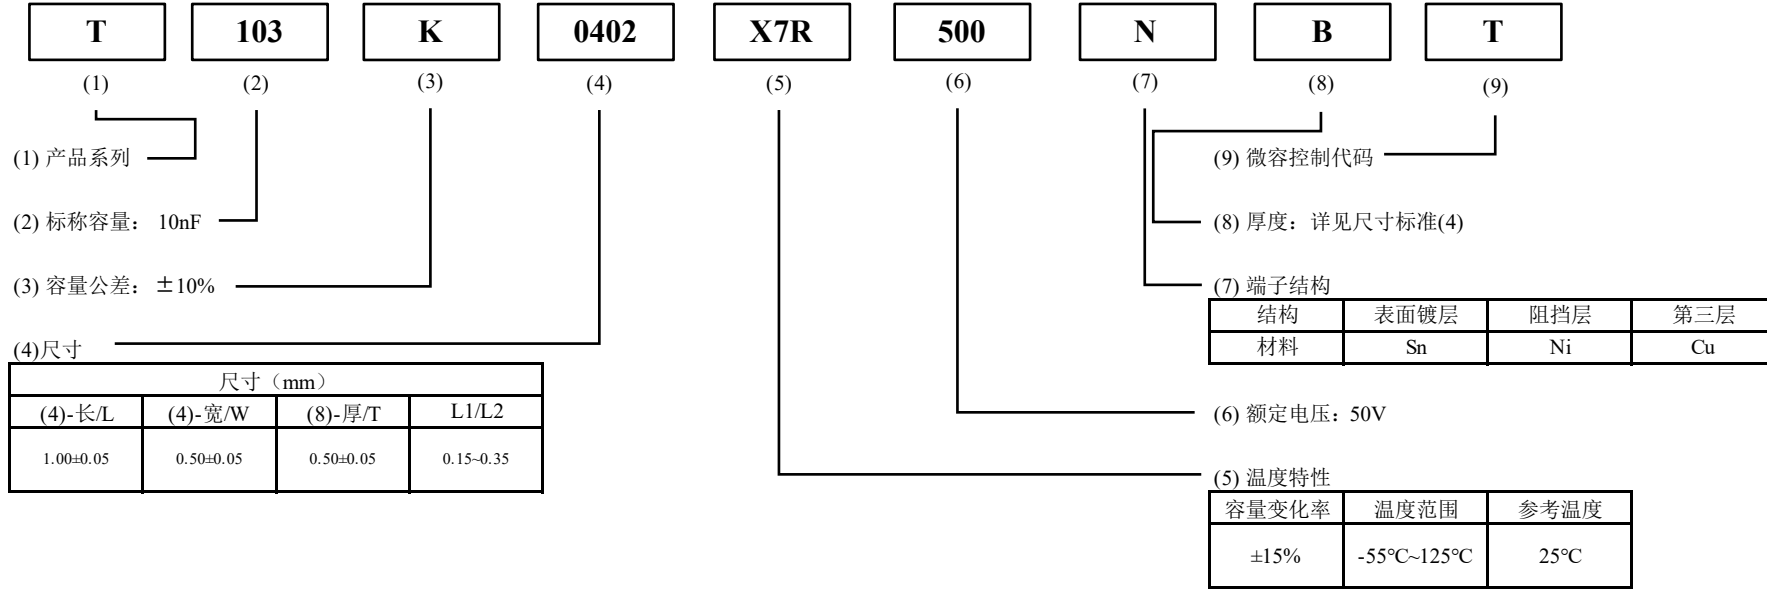 T 103 K 0402 X7R 500 N B T
(1) (2) (3) (4) (5) (6) (7) (8) (9)
(1) 产品系列
(2) 标称容量： 10nF
(3) 容量公差： ±10%
(4)尺寸
尺寸（mm）
(4)-长/L (4)-宽/W (8)-厚/T L1/L2
1.00±0.05 0.50±0.05 0.50±0.05 0.15~0.35
(9) 微容控制代码
(8) 厚度：详见尺寸标准(4)
(7) 端子结构
结构 表面镀层 阻挡层 第三层
材料 Sn Ni Cu
(6) 额定电压：50V
(5) 温度特性
容量变化率 温度范围 参考温度
±15% -55℃~125℃ 25℃